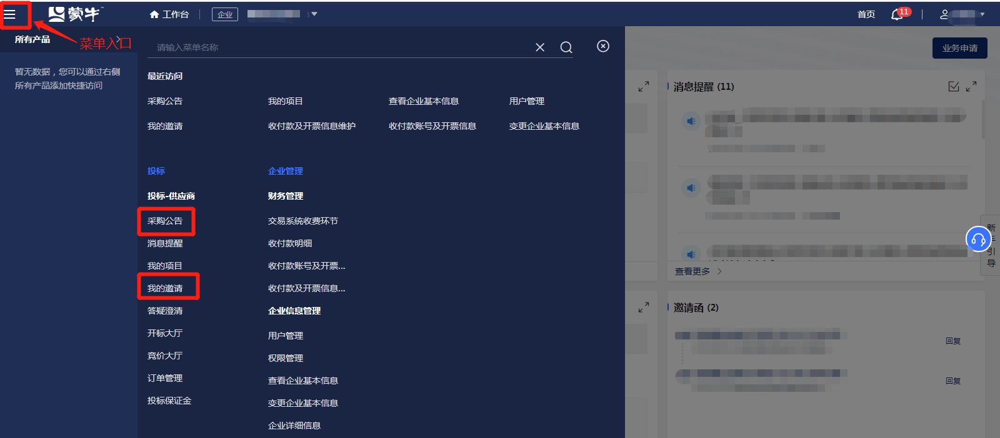 蒙牛
工作台
企业
首页
11
所有产品
菜单入口
请输入菜单名称
业务申请
暂无数据，您可以通过右侧
所有产品添加快捷访问
最近访问
采购公告 我的项目 查看企业基本信息 用户管理
我的邀请 收付款及开票信息维护 收付款账号及开票信息 变更企业基本信息
投标
投标-供应商
采购公告
消息提醒
我的项目
我的邀请
答疑澄清
开标大厅
竞价大厅
订单管理
投标保证金
企业管理
财务管理
交易系统收费环节
收付款明细
收付款账号及开票...
收付款及开票信息...
企业信息管理
用户管理
权限管理
查看企业基本信息
变更企业基本信息
企业详细信息
消息提醒 (11)
查看更多
新手引导
邀请函 (2)
回复
回复